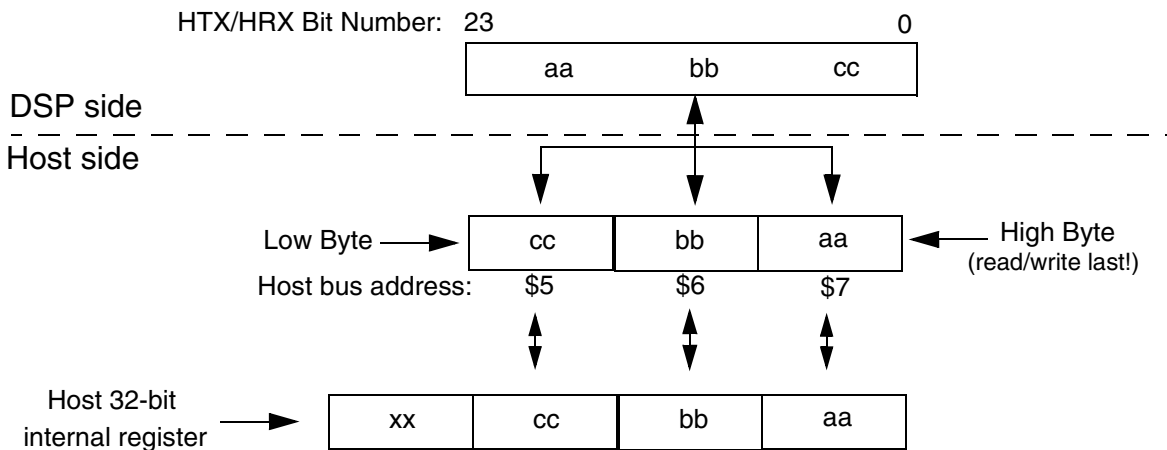 HTX/HRX Bit Number: 23 0
aa bb cc
DSP side
Host side
Low Byte cc bb aa High Byte
(read/write last!)
Host bus address: $5 $6 $7
Host 32-bit
internal register
xx cc bb aa